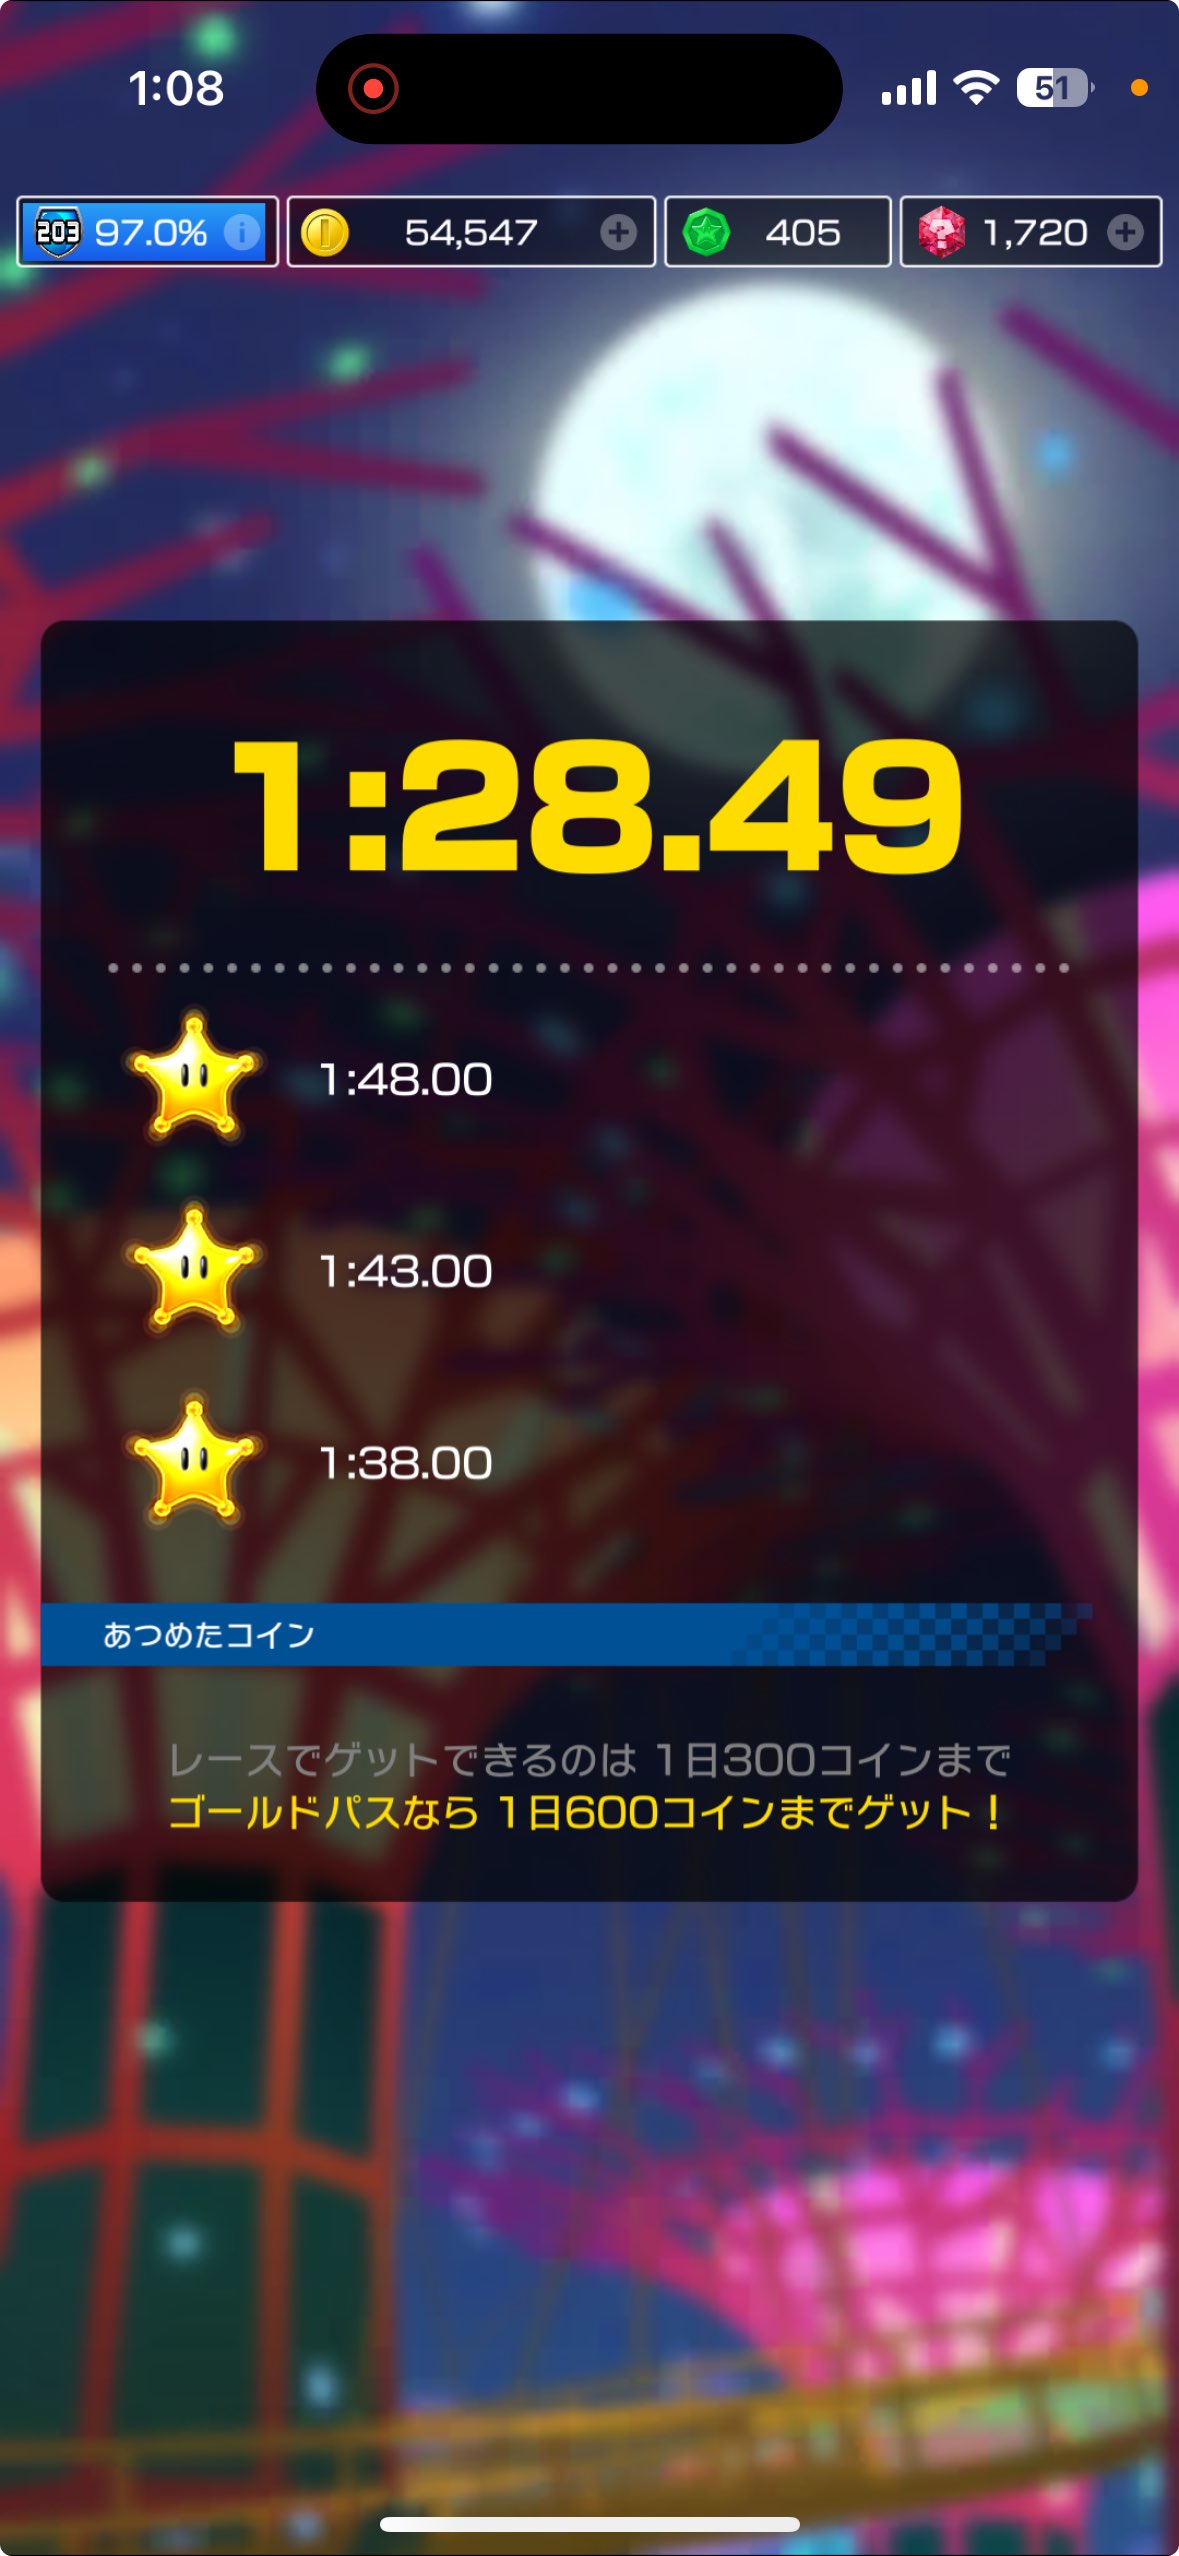 1:08
51
203 97.0% i
54,547 +
405
1,720 +
1:28.49
1:48.00
1:43.00
1:38.00
あつめたコイン
レースでゲットできるのは 1日300コインまで
ゴールドパスなら 1日600コインまでゲット！